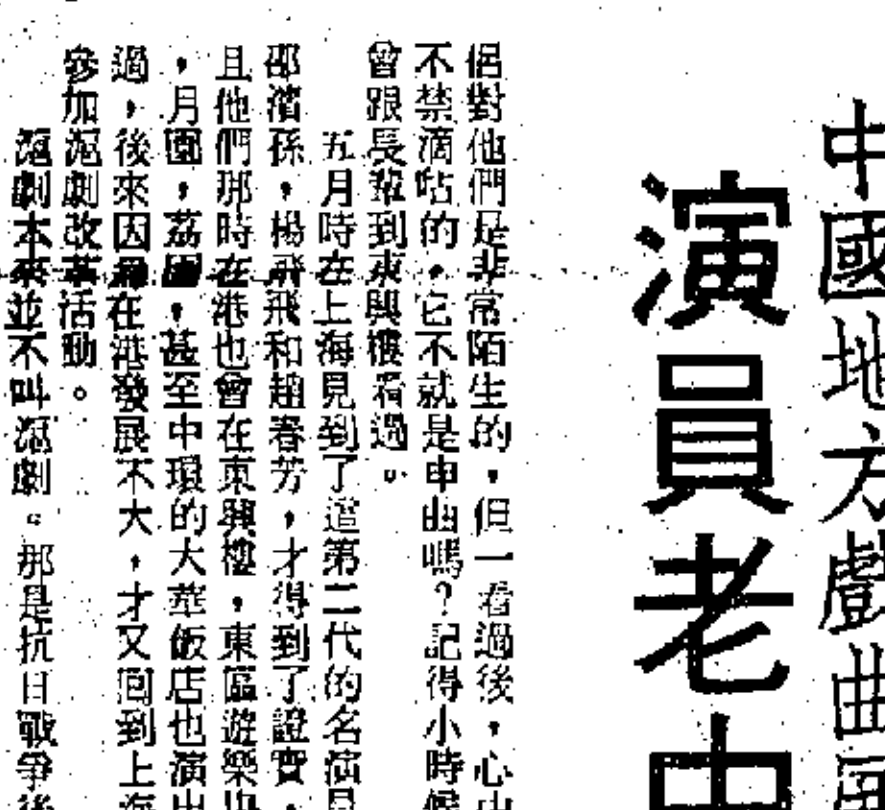 中國地方戲曲
演員老中
侶對他們是非常陌生的，但一看過後，心中
不禁滴咕的，它不就是申曲嗎？記得小時候
曾跟長輩到東興樓看過。
五月時在上海見到了這第二代的名演員
邵濱孫，楊飛飛和趙春芳，才得到了證實，
且他們那時在港也會在東興樓，東區遊樂場
，月園，荔園，甚至中環的大華飯店也演出
過，後來因爲在港發展不大，才又回到上海
參加滬劇改革活動。
滬劇本來並不叫滬劇。那是抗日戰爭後